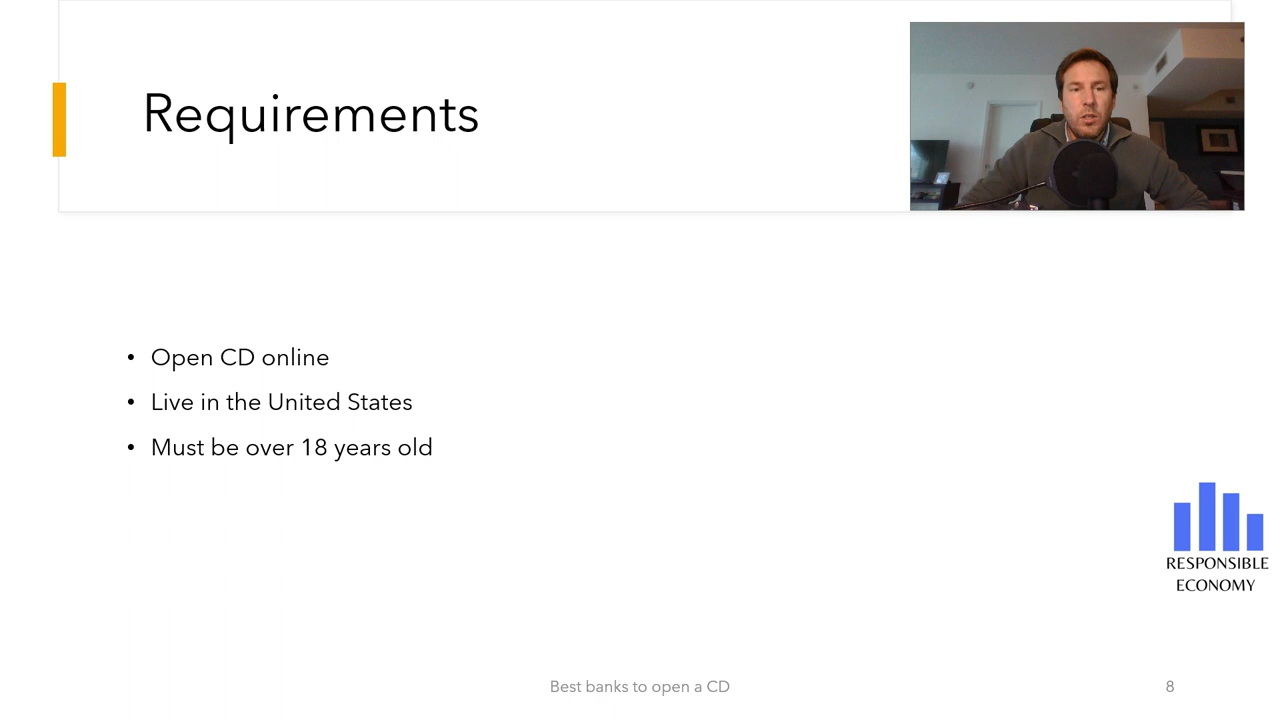 Requirements
• Open CD online
• Live in the United States
• Must be over 18 years old
RESPONSIBLE
ECONOMY
Best banks to open a CD
8